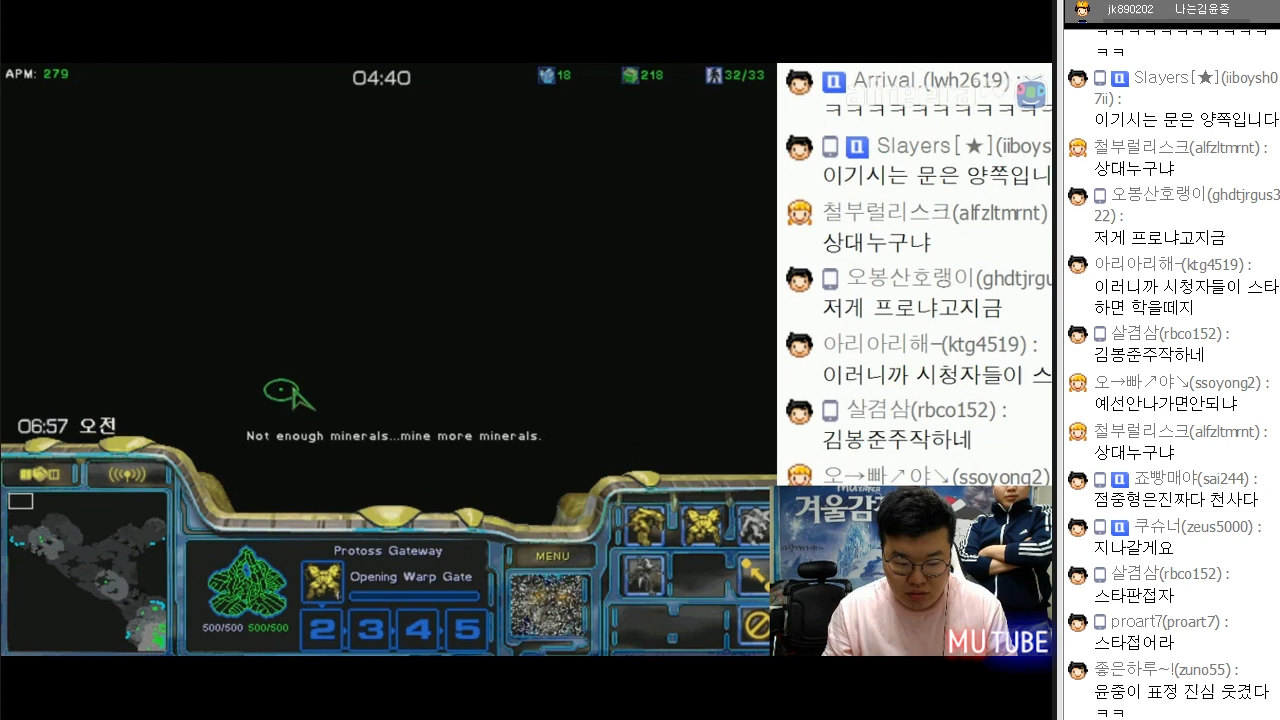 APM: 279
04:40
18
218
32/33
06:57 오전
Not enough minerals...mine more minerals.
Protoss Gateway
Opening Warp Gate
500/500 500/500
2 3 4 5
MENU
Arrival.(lwh2619) :
ㅋㅋㅋㅋㅋㅋㅋㅋㅋㅋㅋ
Slayers[★](iiboys
이기시는 문은 양쪽입니
철부럴리스크(alfzltmrnt)
상대누구냐
오봉산호랭이(ghdtjrgu
저게 프로냐고지금
아리아리해-(ktg4519) :
이러니까 시청자들이 스
살겸삼(rbco152) :
김봉준주작하네
오→빠↗야↘(ssoyong2)
겨울감
MUTUBE
jk890202 나는김윤중
ㅋㅋ
Slayers[★](iiboysh0
7ii) :
이기시는 문은 양쪽입니다
철부럴리스크(alfzltmrnt) :
상대누구냐
오봉산호랭이(ghdtjrgus3
22) :
저게 프로냐고지금
아리아리해-(ktg4519) :
이러니까 시청자들이 스타
하면 학을떼지
살겸삼(rbco152) :
김봉준주작하네
오→빠↗야↘(ssoyong2) :
예선안나가면안되냐
철부럴리스크(alfzltmrnt) :
상대누구냐
죠빵매야(sai244) :
점중향은진짜다 천사다
쿠슈너(zeus5000) :
지나갈게요
살겸삼(rbco152) :
스타판접자
proart7(proart7) :
스타접어라
좋은하루~!(zuno55) :
윤중이 표정 진심 웃겼다
ㅋㅋ